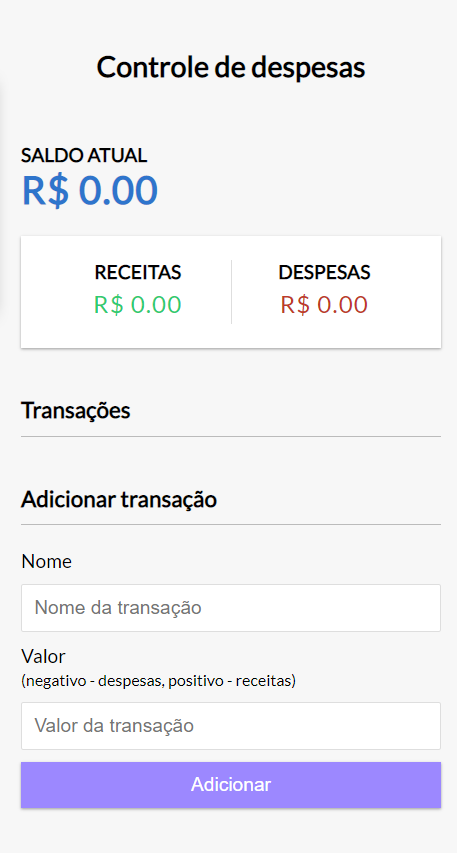 Controle de despesas
SALDO ATUAL
R$ 0.00
RECEITAS
R$ 0.00
DESPESAS
R$ 0.00
Transações
Adicionar transação
Nome
Nome da transação
Valor
(negativo - despesas, positivo - receitas)
Valor da transação
Adicionar